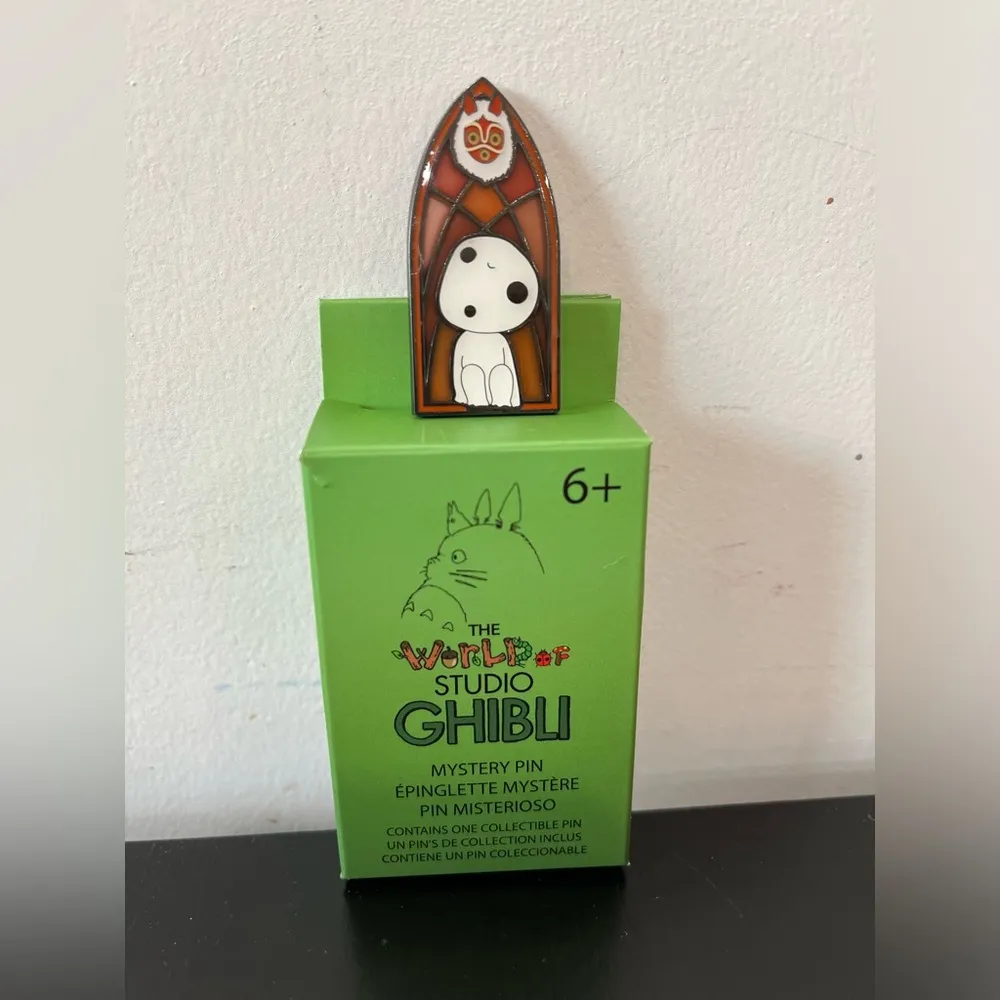 6+
THE
WORLD OF
STUDIO
GHIBLI
MYSTERY PIN
ÉPINGLETTE MYSTÈRE
PIN MISTERIOSO
CONTAINS ONE COLLECTIBLE PIN
UN PIN'S DE COLLECTION INCLUS
CONTIENE UN PIN COLECCIONABLE